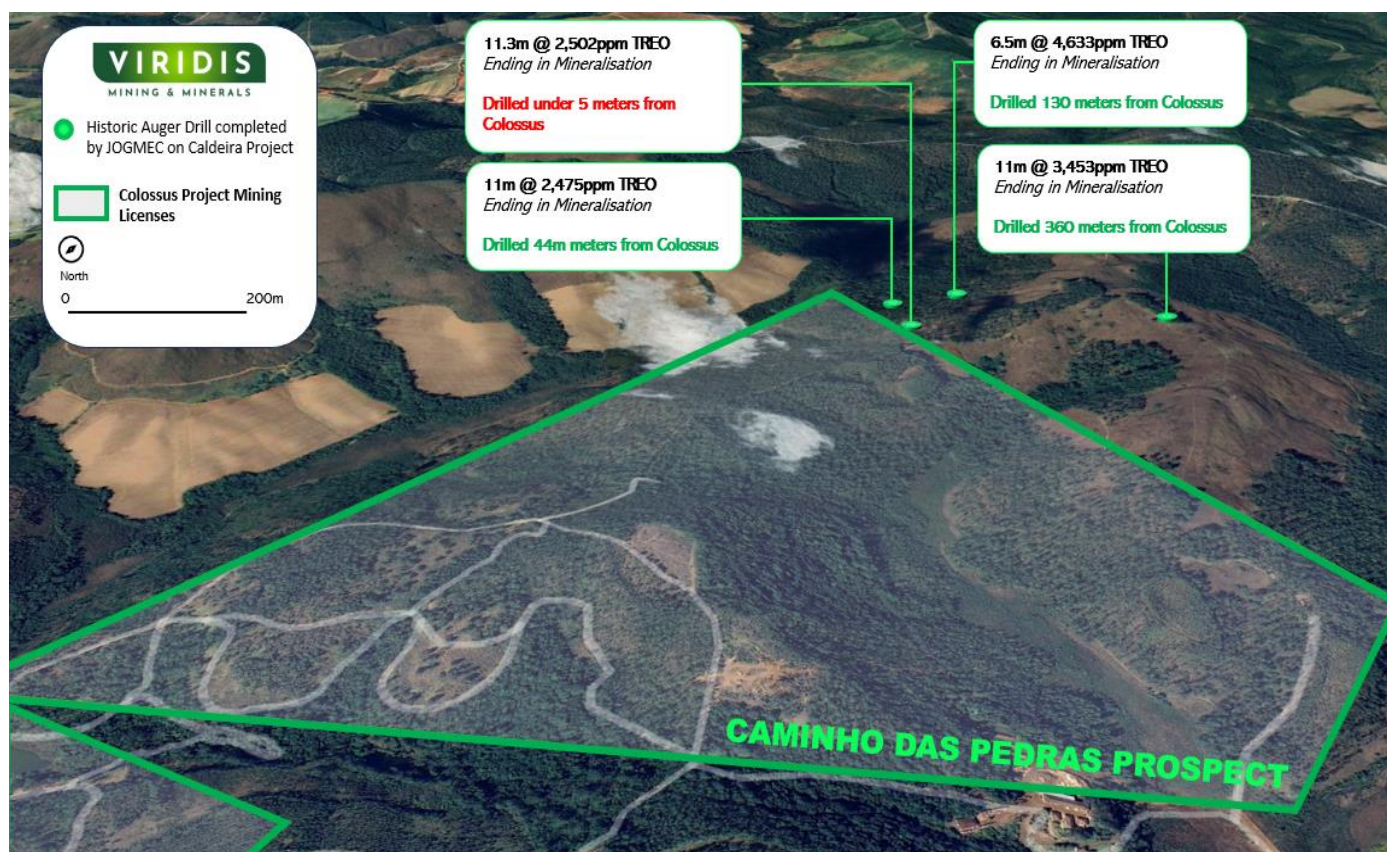 VIRIDIS
MINING & MINERALS
Historic Auger Drill completed
by JOGMEC on Caldeira Project
Colossus Project Mining
Licenses
North
0 200m
11.3m @ 2,502ppm TREO
Ending in Mineralisation
Drilled under 5 meters from
Colossus
6.5m @ 4,633ppm TREO
Ending in Mineralisation
Drilled 130 meters from Colossus
11m @ 2,475ppm TREO
Ending in Mineralisation
Drilled 44m meters from Colossus
11m @ 3,453ppm TREO
Ending in Mineralisation
Drilled 360 meters from Colossus
CAMINHO DAS PEDRAS PROSPECT